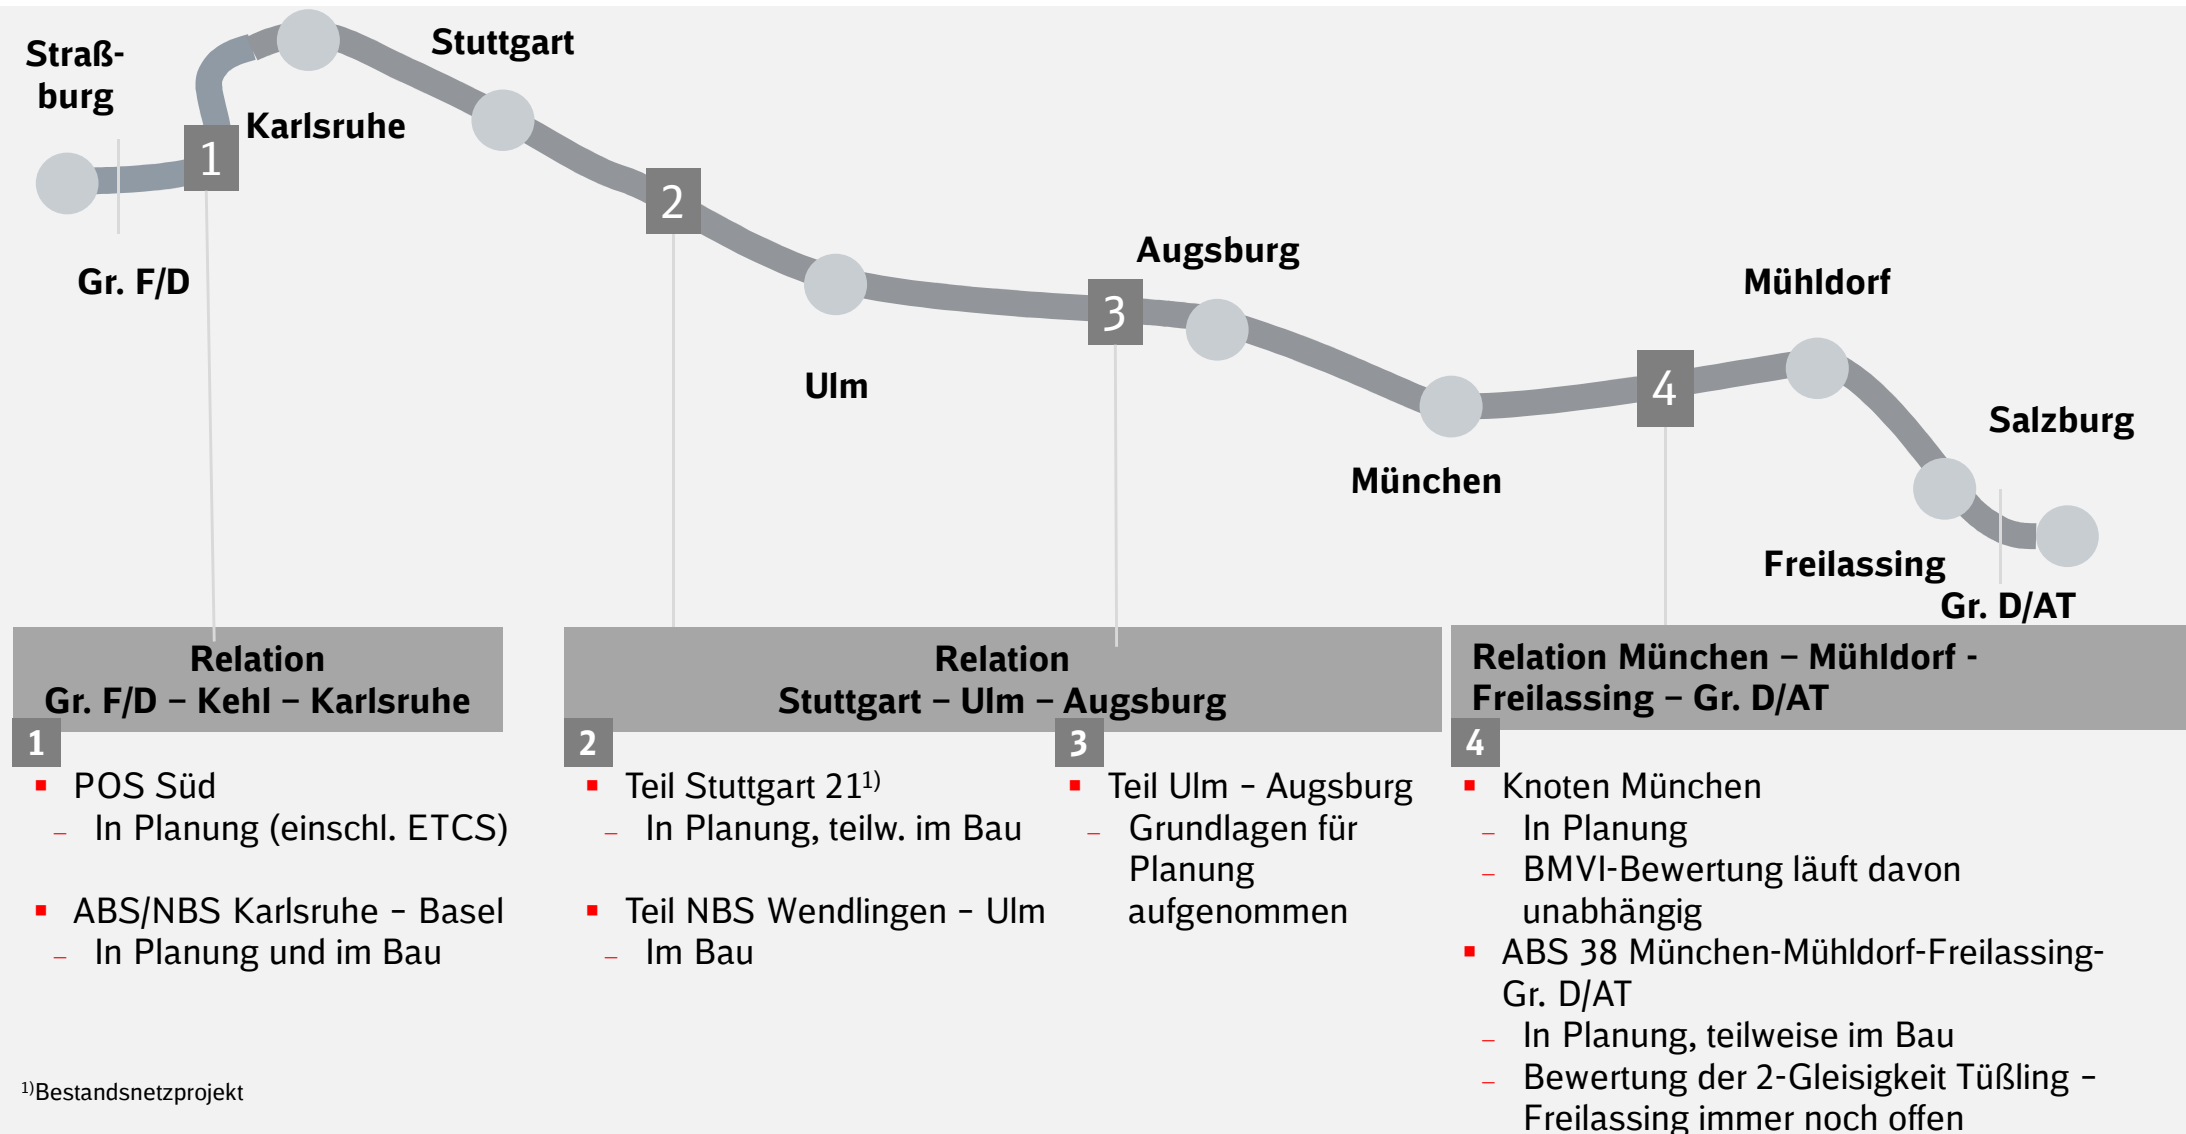 Straß-
burg
Stuttgart
Karlsruhe
1
Gr. F/D
2
Ulm
Augsburg
3
München
Mühldorf
4
Salzburg
Freilassing
Gr. D/AT
Relation
Gr. F/D – Kehl – Karlsruhe
1
▪ POS Süd
– In Planung (einschl. ETCS)
▪ ABS/NBS Karlsruhe – Basel
– In Planung und im Bau
Relation
Stuttgart – Ulm – Augsburg
2
▪ Teil Stuttgart 21¹⁾
– In Planung, teilw. im Bau
▪ Teil NBS Wendlingen – Ulm
– Im Bau
3
▪ Teil Ulm – Augsburg
– Grundlagen für
Planung
aufgenommen
Relation München – Mühldorf -
Freilassing – Gr. D/AT
4
▪ Knoten München
– In Planung
– BMVI-Bewertung läuft davon
unabhängig
▪ ABS 38 München-Mühldorf-Freilassing-
Gr. D/AT
– In Planung, teilweise im Bau
– Bewertung der 2-Gleisigkeit Tüßling –
Freilassing immer noch offen
¹⁾Bestandsnetzprojekt